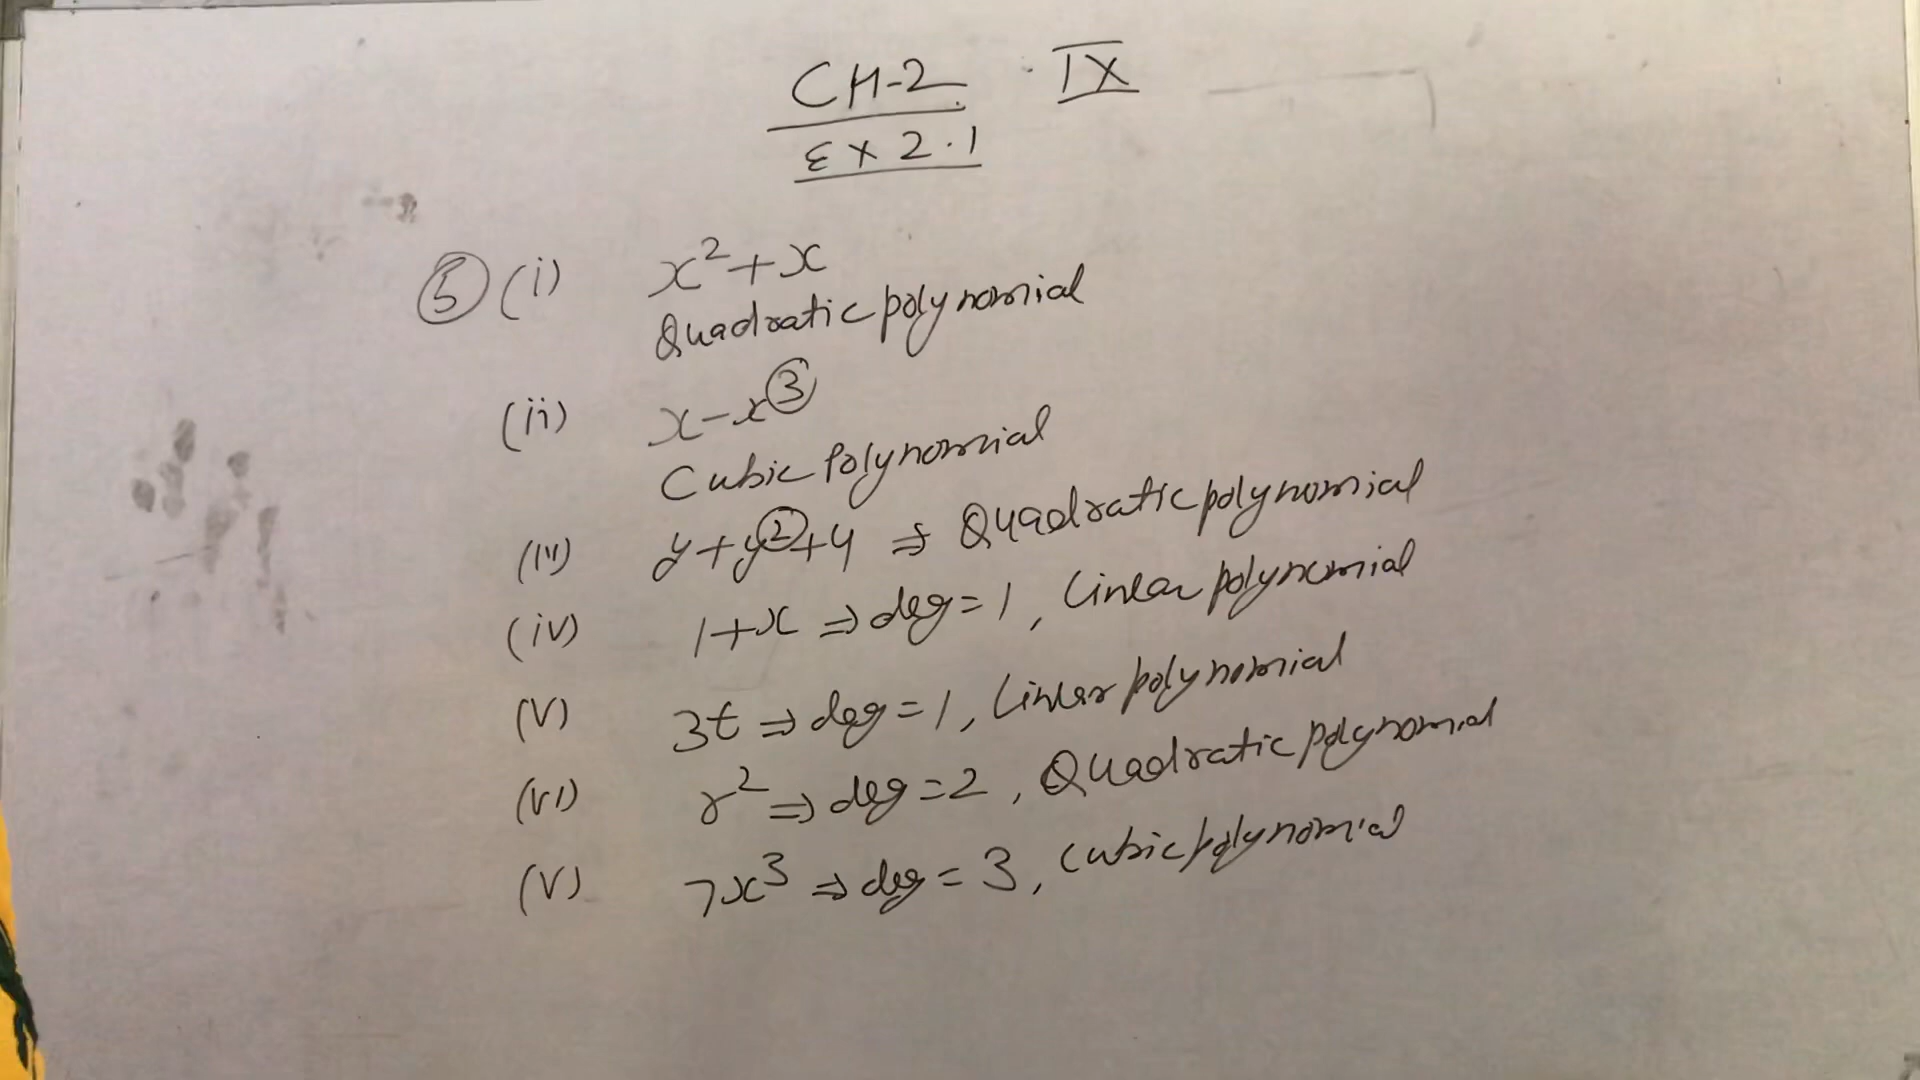 CH-2 IX
Ex 2.1
5 (i) x²+x
Quadratic polynomial
(ii) x-x³
Cubic Polynomial
(iii) y+y²+4 ⇒ Quadratic polynomial
(iv) 1+x ⇒ deg=1, Linear polynomial
(V) 3t ⇒ deg=1, Linear polynomial
(VI) r² ⇒ deg=2, Quadratic polynomial
(V) 7x³ ⇒ deg=3, Cubic polynomial